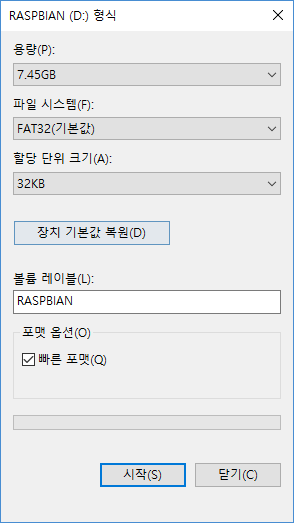 RASPBIAN (D:) 형식
용량(P):
7.45GB
파일 시스템(F):
FAT32(기본값)
할당 단위 크기(A):
32KB
장치 기본값 복원(D)
볼륨 레이블(L):
RASPBIAN
포맷 옵션(O)
빠른 포맷(Q)
시작(S) 닫기(C)